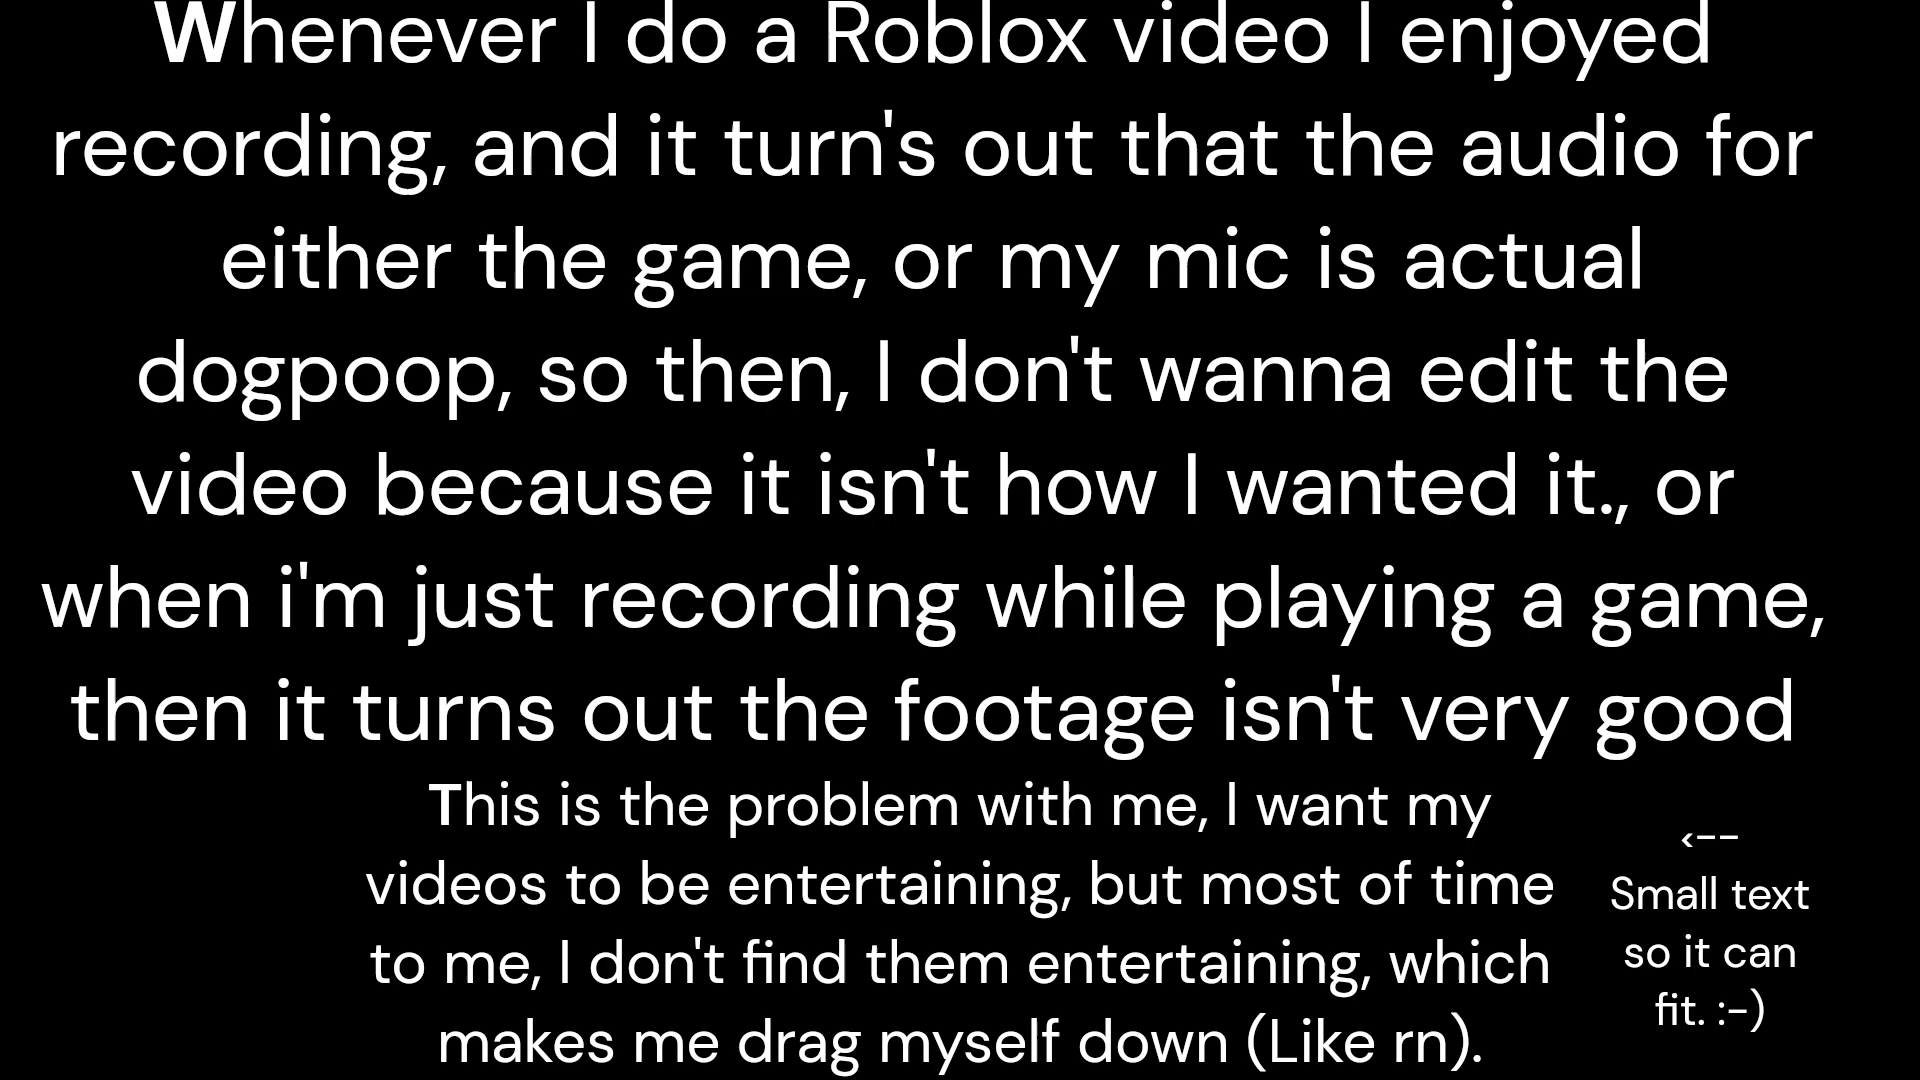 Whenever I do a Roblox video I enjoyed
recording, and it turn's out that the audio for
either the game, or my mic is actual
dogpoop, so then, I don't wanna edit the
video because it isn't how I wanted it., or
when i'm just recording while playing a game,
then it turns out the footage isn't very good
This is the problem with me, I want my
videos to be entertaining, but most of time
to me, I don't find them entertaining, which
makes me drag myself down (Like rn).
<--
Small text
so it can
fit. :-)